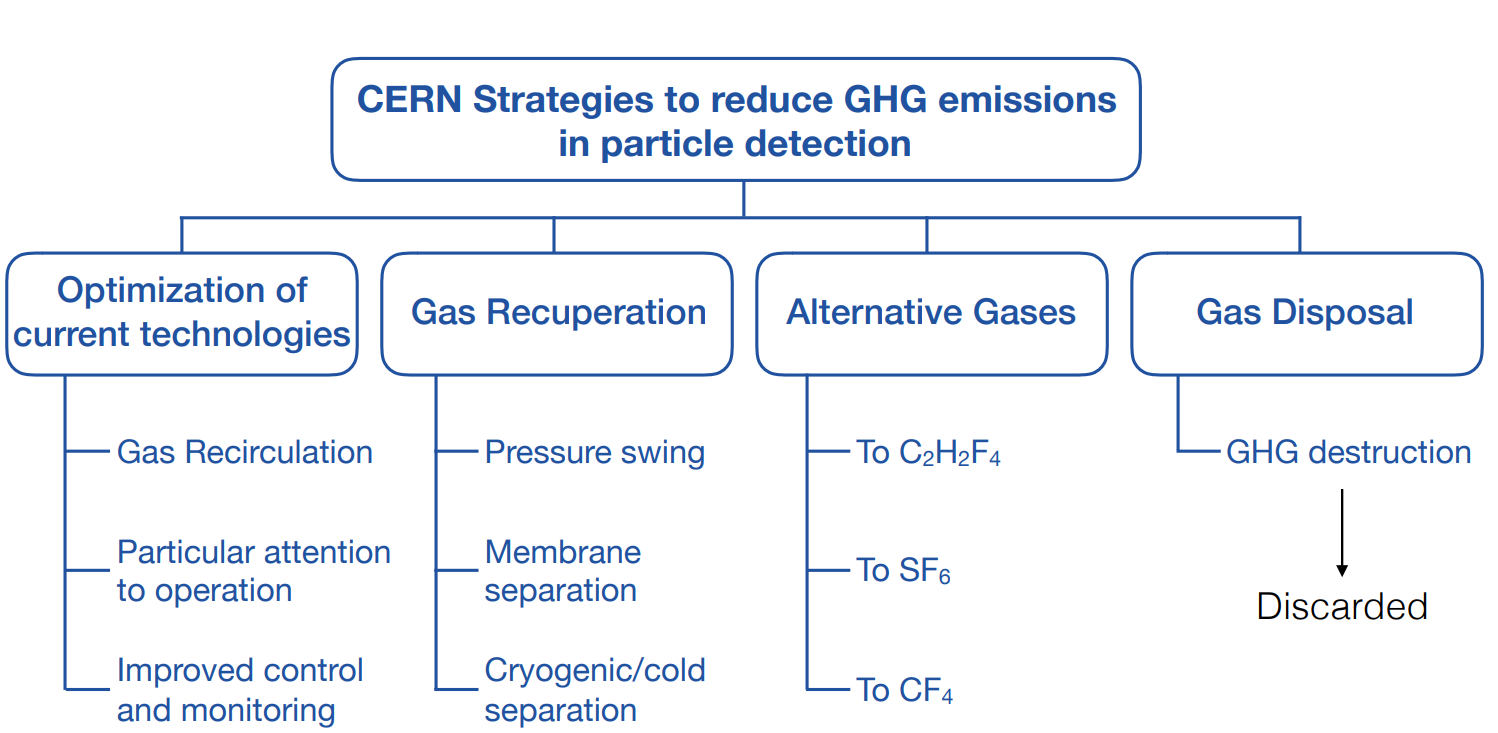 CERN Strategies to reduce GHG emissions
in particle detection
Optimization of
current technologies
Gas Recirculation
Particular attention
to operation
Improved control
and monitoring
Gas Recuperation
Pressure swing
Membrane
separation
Cryogenic/cold
separation
Alternative Gases
To C₂H₂F₄
To SF₆
To CF₄
Gas Disposal
GHG destruction
Discarded